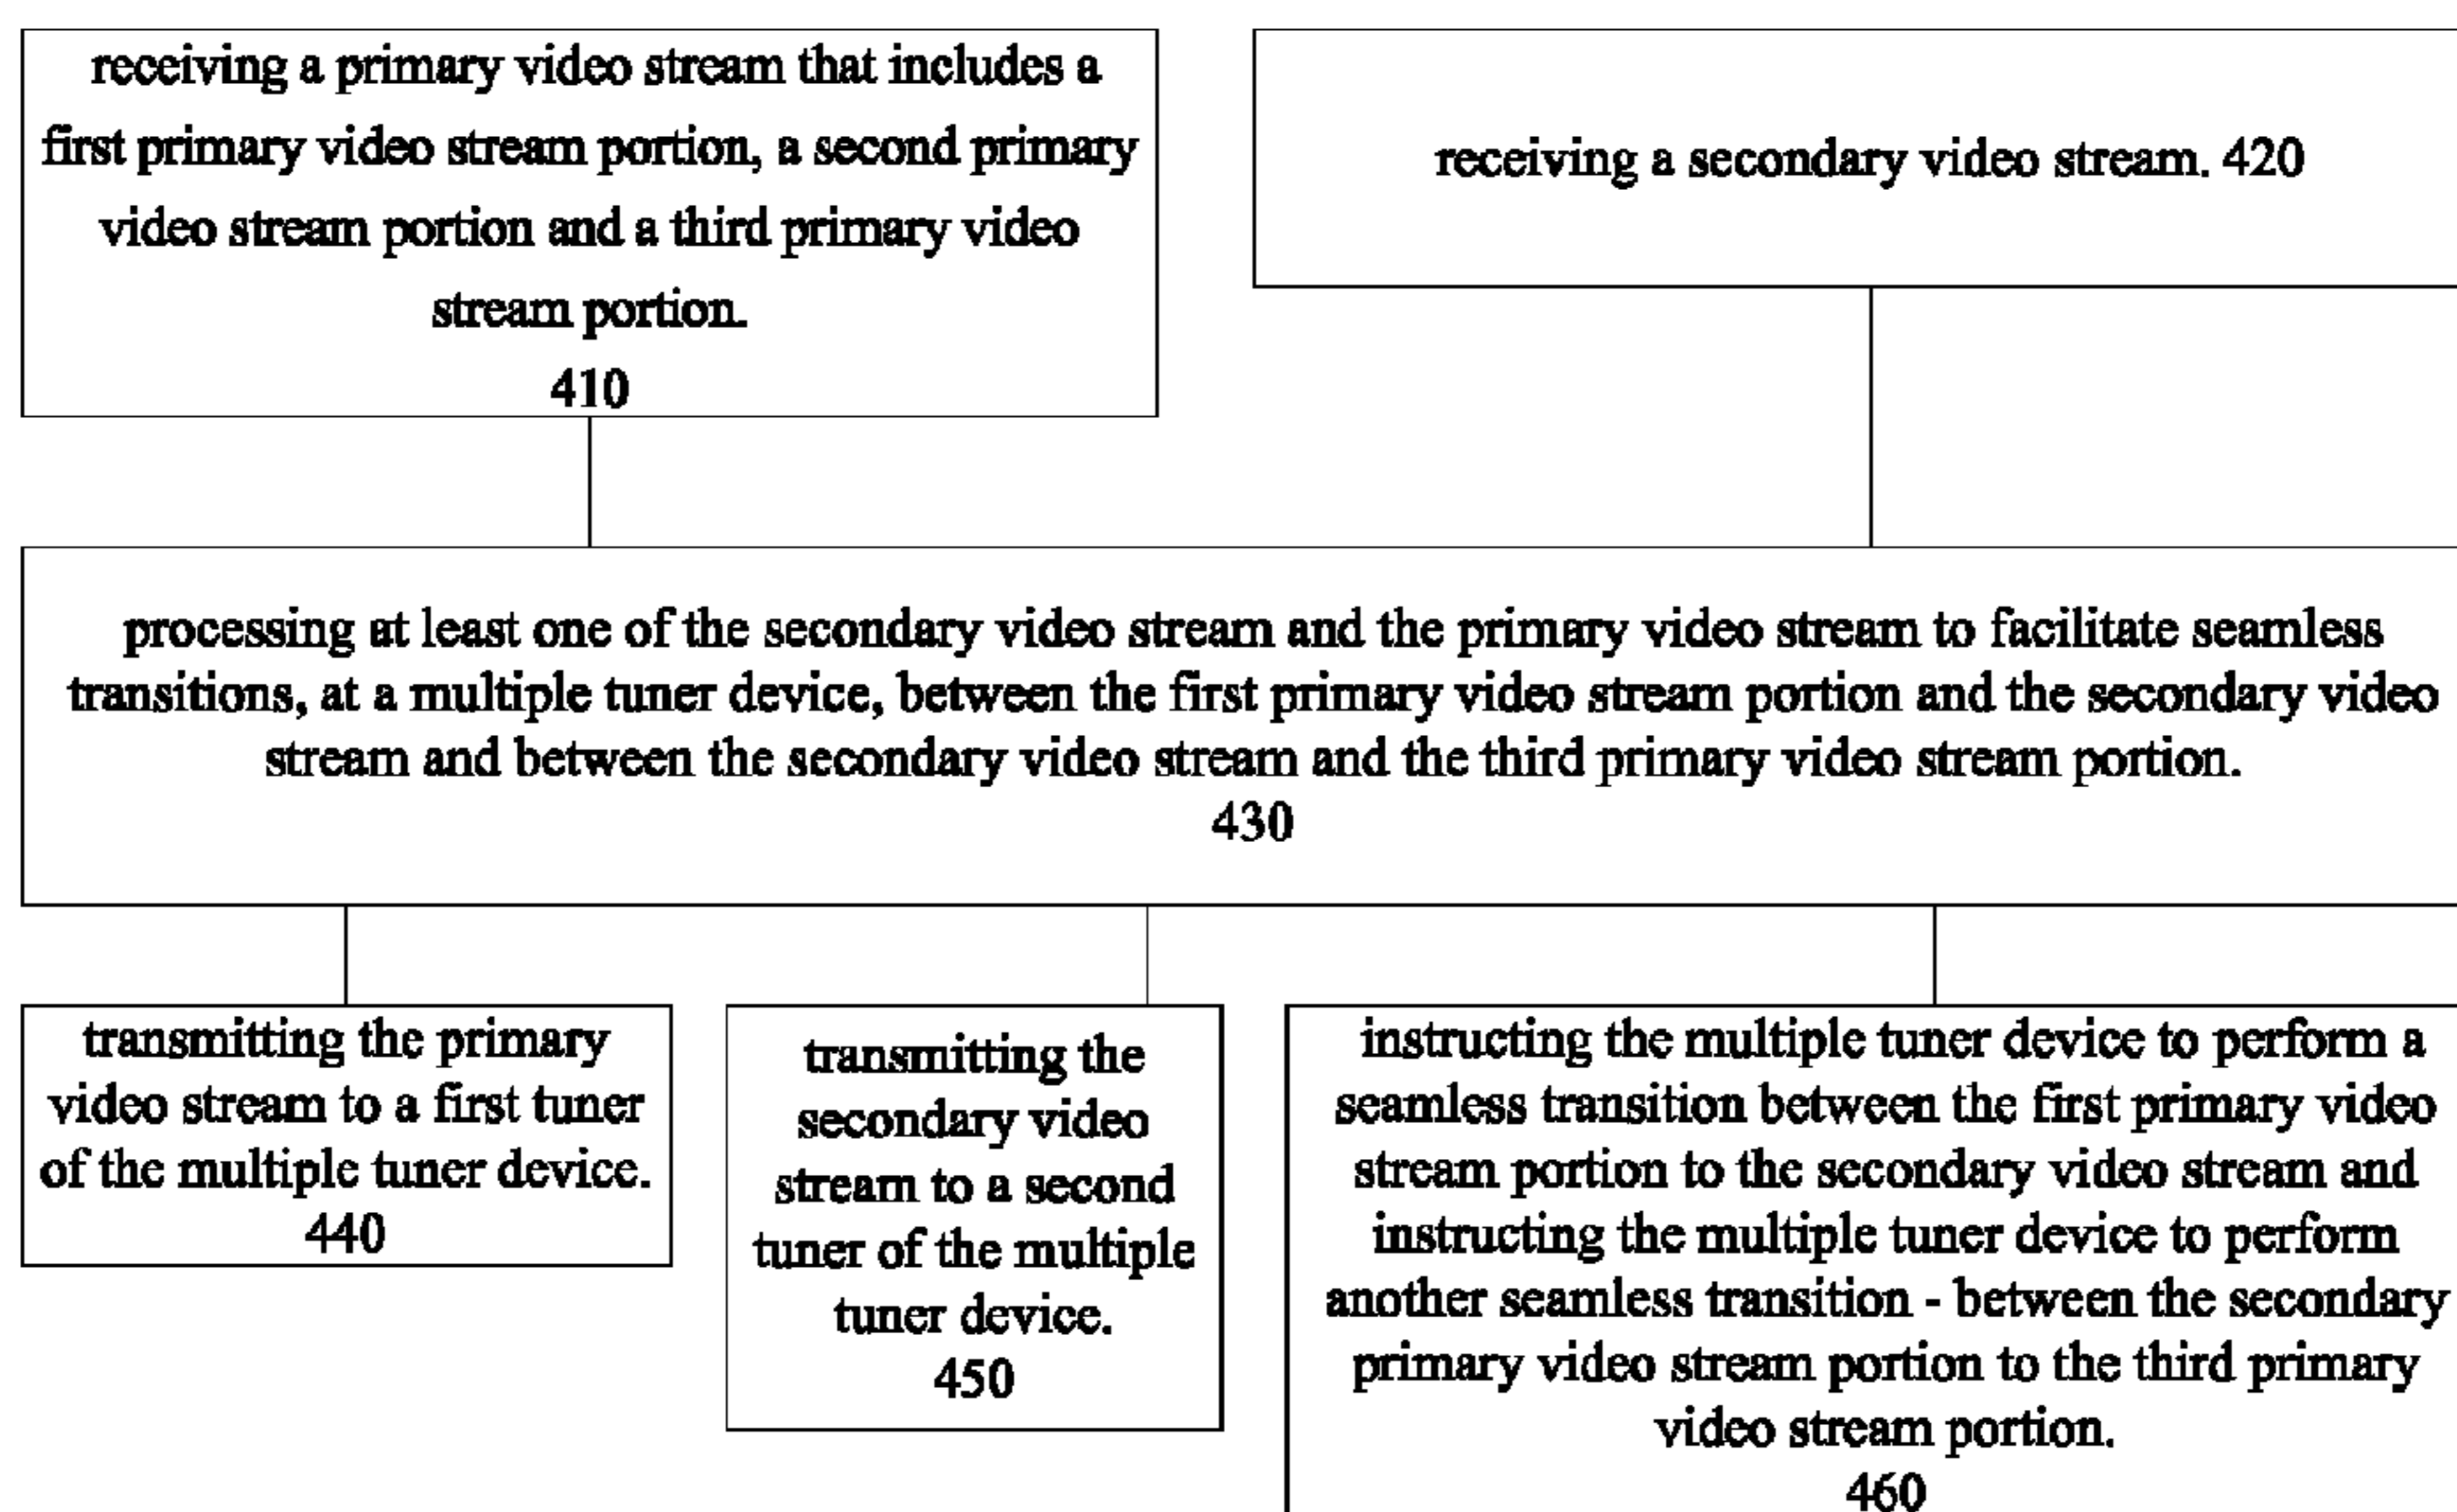 receiving a primary video stream that includes a
first primary video stream portion, a second primary
video stream portion and a third primary video
stream portion.
410
receiving a secondary video stream. 420
processing at least one of the secondary video stream and the primary video stream to facilitate seamless
transitions, at a multiple tuner device, between the first primary video stream portion and the secondary video
stream and between the secondary video stream and the third primary video stream portion.
430
transmitting the primary
video stream to a first tuner
of the multiple tuner device.
440
transmitting the
secondary video
stream to a second
tuner of the multiple
tuner device.
450
instructing the multiple tuner device to perform a
seamless transition between the first primary video
stream portion to the secondary video stream and
instructing the multiple tuner device to perform
another seamless transition - between the secondary
primary video stream portion to the third primary
video stream portion.
460